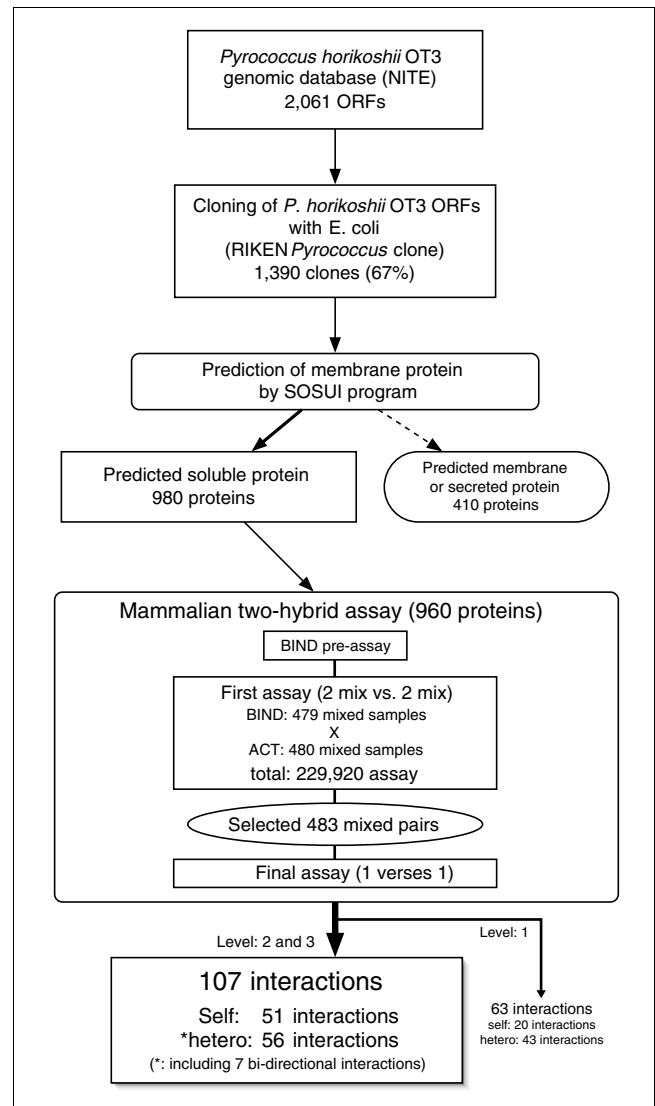 Pyrococcus horikoshii OT3
genomic database (NITE)
2,061 ORFs
Cloning of P. horikoshii OT3 ORFs
with E. coli
(RIKEN Pyrococcus clone)
1,390 clones (67%)
Prediction of membrane protein
by SOSUI program
Predicted soluble protein
980 proteins
Predicted membrane
or secreted protein
410 proteins
Mammalian two-hybrid assay (960 proteins)
BIND pre-assay
First assay (2 mix vs. 2 mix)
BIND: 479 mixed samples
X
ACT: 480 mixed samples
total: 229,920 assay
Selected 483 mixed pairs
Final assay (1 verses 1)
Level: 2 and 3
Level: 1
107 interactions
Self: 51 interactions
*hetero: 56 interactions
(*: including 7 bi-directional interactions)
63 interactions
self: 20 interactions
hetero: 43 interactions